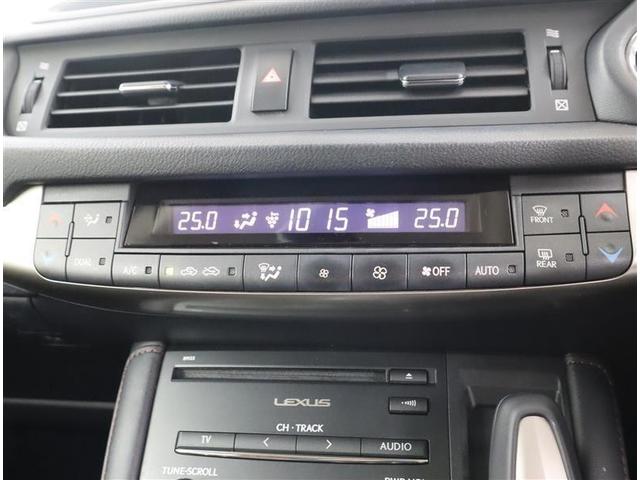 25.0 10 15 25.0
FRONT
DUAL A/C OFF AUTO REAR
LEXUS
CH · TRACK
TV AUDIO
TUNE·SCROLL